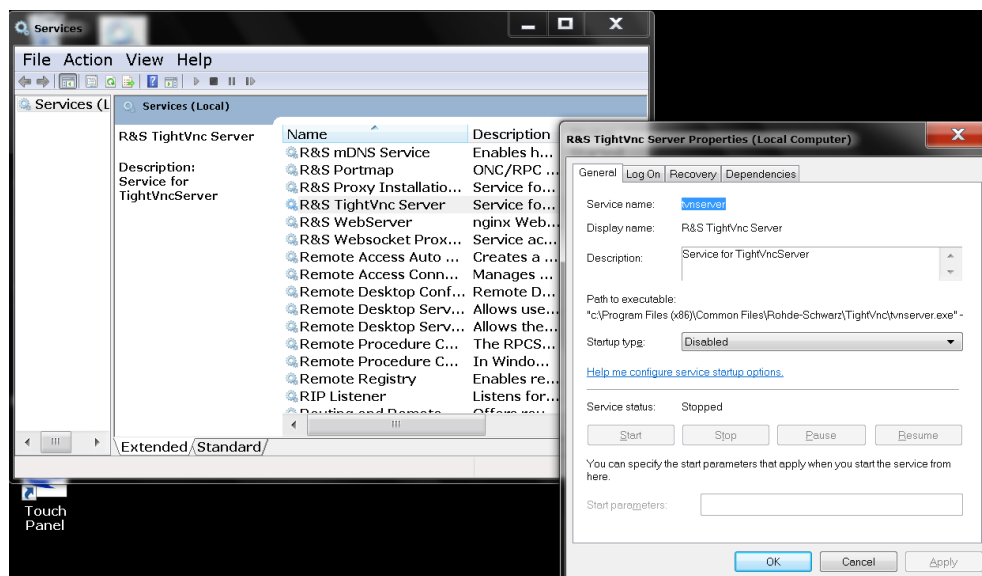 Services
File Action View Help
Services (L
Services (Local)
R&S TightVnc Server
Description:
Service for
TightVncServer
Name Description
R&S mDNS Service Enables h...
R&S Portmap ONC/RPC ...
R&S Proxy Installatio... Service fo...
R&S TightVnc Server Service fo...
R&S WebServer nginx Web...
R&S Websocket Prox... Service ac...
Remote Access Auto ... Creates a ...
Remote Access Conn... Manages ...
Remote Desktop Conf... Remote D...
Remote Desktop Serv... Allows use...
Remote Desktop Serv... Allows the...
Remote Procedure C... The RPCS...
Remote Procedure C... In Windo...
Remote Registry Enables re...
RIP Listener Listens for...
Extended Standard
Touch
Panel
R&S TightVnc Server Properties (Local Computer)
General Log On Recovery Dependencies
Service name: tvnserver
Display name: R&S TightVnc Server
Description: Service for TightVncServer
Path to executable:
"c:\Program Files (x86)\Common Files\Rohde-Schwarz\TightVnc\tvnserver.exe" -
Startup type: Disabled
Help me configure service startup options.
Service status: Stopped
Start Stop Pause Resume
You can specify the start parameters that apply when you start the service from
here.
Start parameters:
OK Cancel Apply